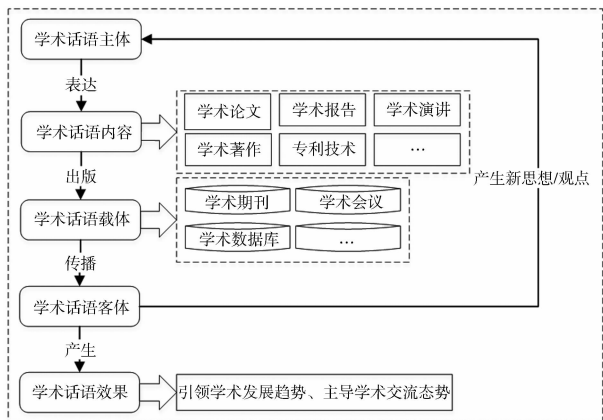 学术话语主体
表达
学术话语内容
学术论文 学术报告 学术演讲
学术著作 专利技术 …
出版
产生新思想/观点
学术话语载体
学术期刊 学术会议
学术数据库 …
传播
学术话语客体
产生
学术话语效果
引领学术发展趋势、主导学术交流态势